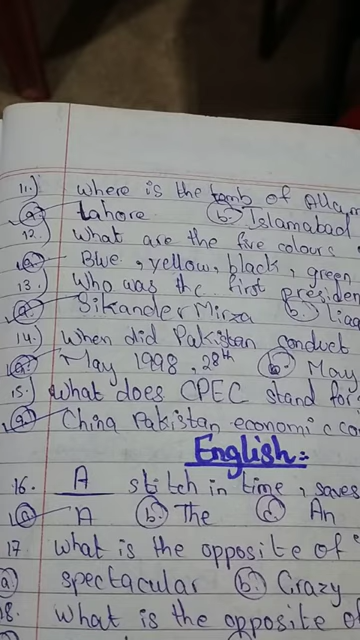 11.) where is the tomb of Allam
a. Lahore b. Islamabad
12.) What are the five colours
a. Blue, yellow, black, green,
13.) Who was the first presiden
a. Sikander Mirza b. Liaq
14.) When did Pakistan conduct
a. May 1998, 28th b. May
15.) What does CPEC stand for
a. China Pakistan economic co
English:-
16. A stitch in time, saves
a. A b. The c. An
17 What is the opposite of "
a. spectacular b. Crazy
18. What is the opposite of